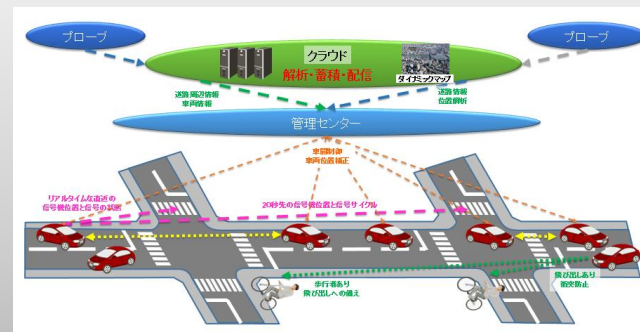 プローブ
プローブ
クラウド
解析・蓄積・配信
ダイナミックマップ
道路周辺情報
車両情報
道路情報
位置解析
管理センター
車間制御
車両位置補正
リアルタイムな直近の
信号機位置と信号の状態
20秒先の信号機位置と信号サイクル
歩行者あり
飛び出しへの備え
飛び出しあり
衝突防止